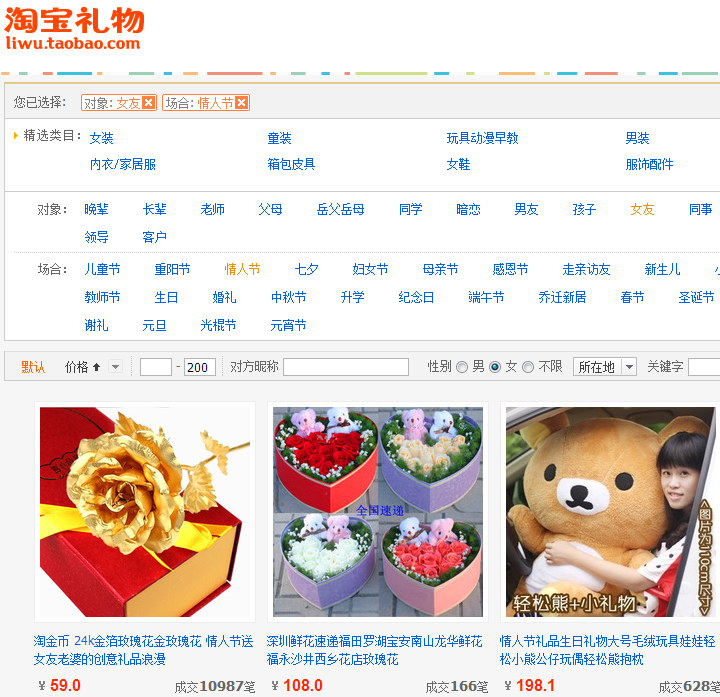 淘宝礼物
liwu.taobao.com
您已选择: 对象: 女友 场合: 情人节
精选类目: 女装 童装 玩具动漫早教 男装
内衣/家居服 箱包皮具 女鞋 服饰配件
对象: 晚辈 长辈 老师 父母 岳父岳母 同学 暗恋 男友 孩子 女友 同事
领导 客户
场合: 儿童节 重阳节 情人节 七夕 妇女节 母亲节 感恩节 走亲访友 新生儿
教师节 生日 婚礼 中秋节 升学 纪念日 端午节 乔迁新居 春节 圣诞节
谢礼 元旦 光棍节 元宵节
默认 价格 - 200 对方昵称 性别 男 女 不限 所在地 关键字
全国速递
<图片为110cm尺寸>
轻松熊+小礼物
淘金币 24k金箔玫瑰花金玫瑰花 情人节送
女友老婆的创意礼品浪漫
¥ 59.0 成交10987笔
深圳鲜花速递福田罗湖宝安南山龙华鲜花
福永沙井西乡花店玫瑰花
¥ 108.0 成交166笔
情人节礼品生日礼物大号毛绒玩具娃娃轻
松小熊公仔玩偶轻松熊抱枕
¥ 198.1 成交628笔